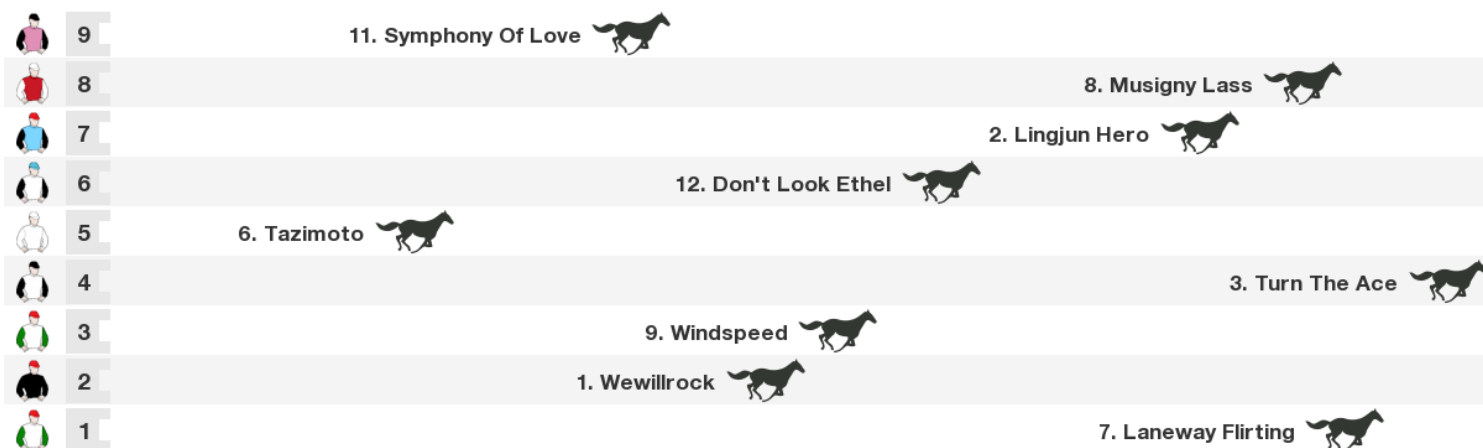 9 11. Symphony Of Love
8 8. Musigny Lass
7 2. Lingjun Hero
6 12. Don't Look Ethel
5 6. Tazimoto
4 3. Turn The Ace
3 9. Windspeed
2 1. Wewillrock
1 7. Laneway Flirting